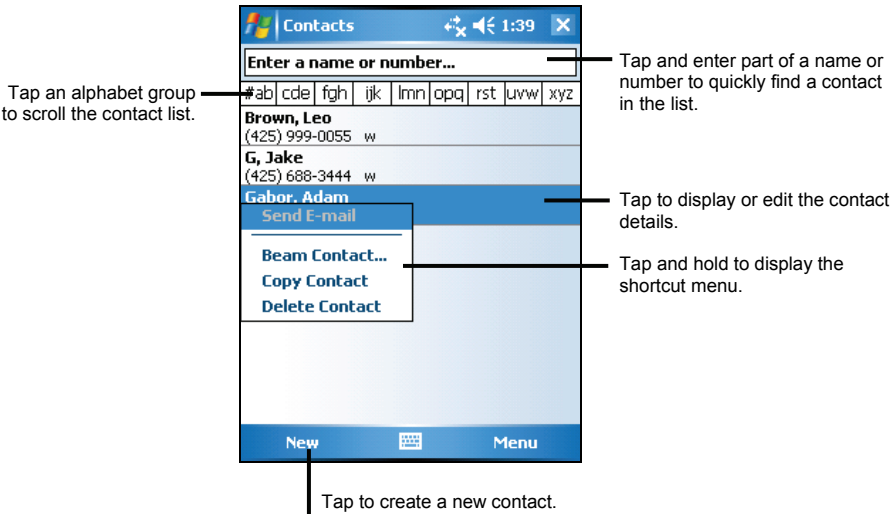 Contacts 1:39
Enter a name or number...
Tap and enter part of a name or
number to quickly find a contact
in the list.
Tap an alphabet group
to scroll the contact list.
#ab cde fgh ijk lmn opq rst uvw xyz
Brown, Leo
(425) 999-0055 w
G, Jake
(425) 688-3444 w
Gabor, Adam
Tap to display or edit the contact
details.
Send E-mail
Beam Contact...
Copy Contact
Delete Contact
Tap and hold to display the
shortcut menu.
New Menu
Tap to create a new contact.